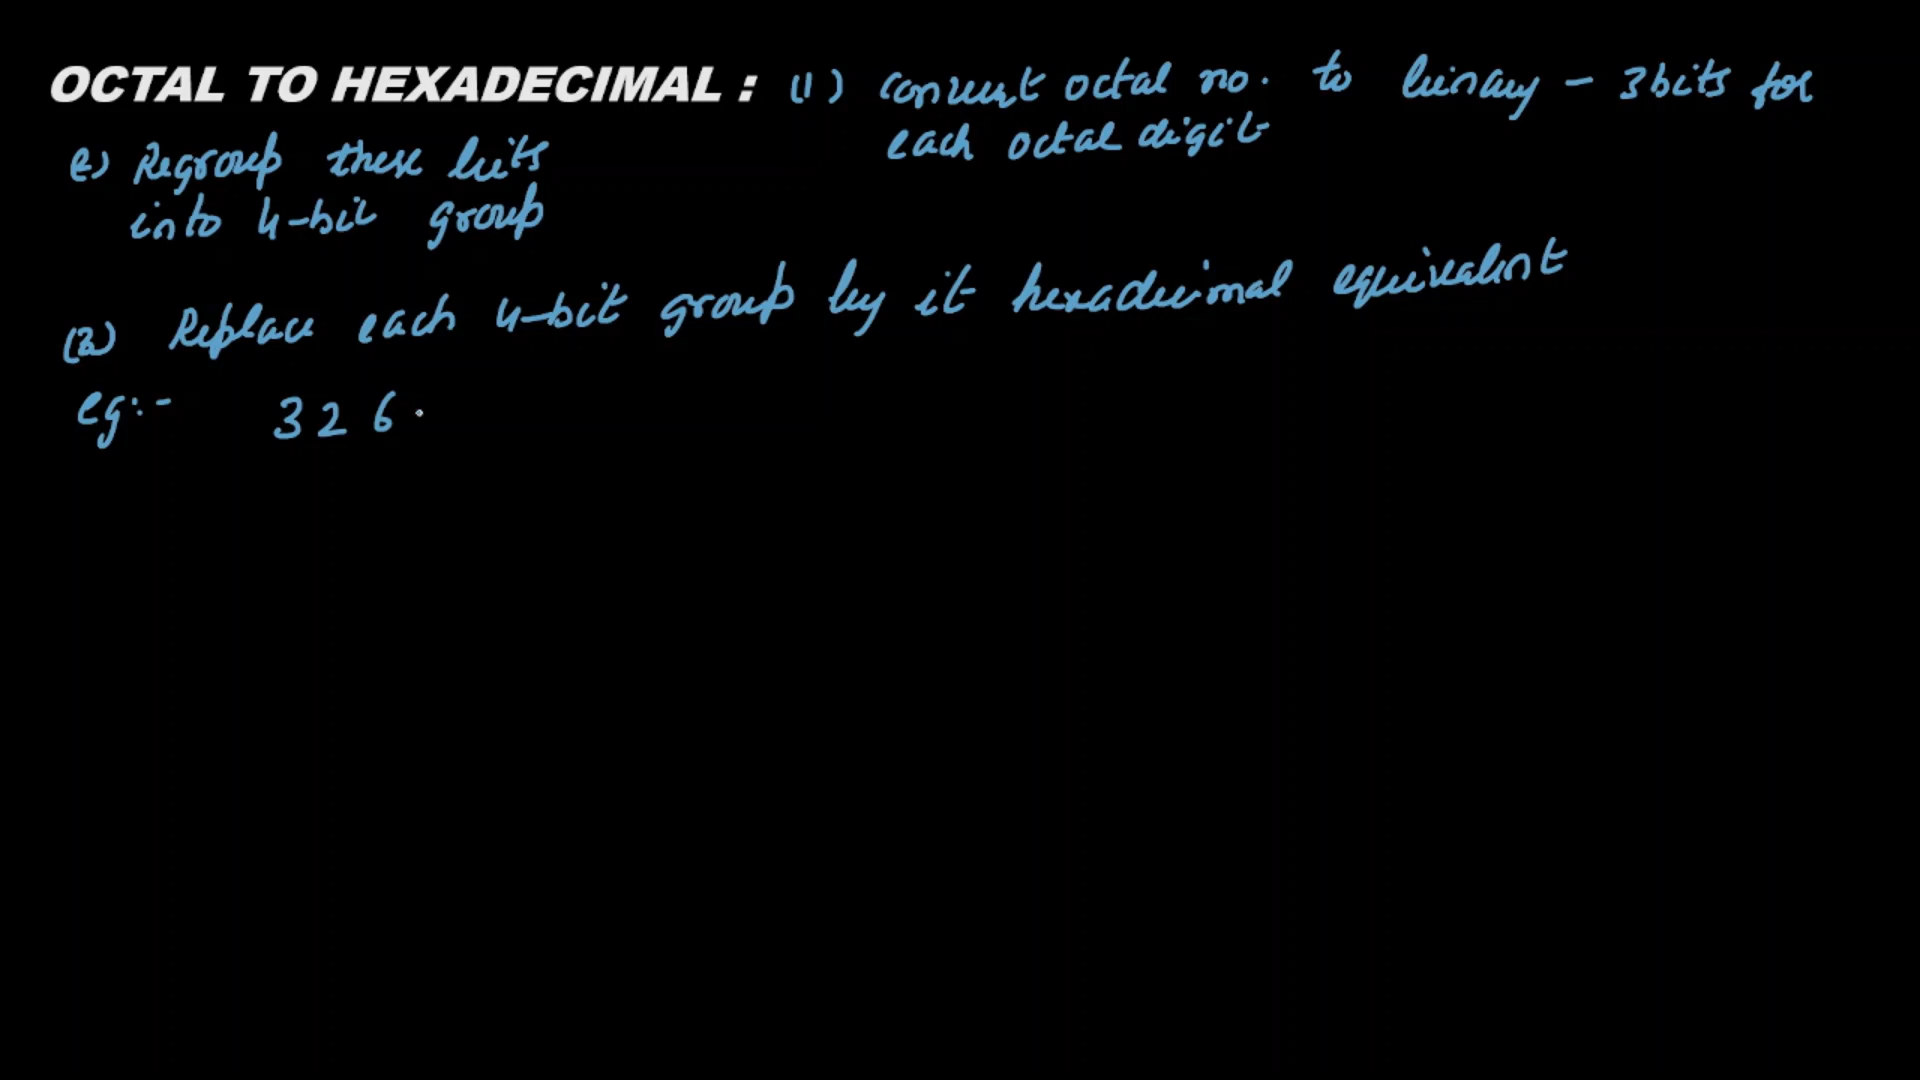 OCTAL TO HEXADECIMAL : (1) convert octal no. to binary - 3bits for
each octal digit
2) Regroup these bits
into 4-bit group
(3) Replace each 4-bit group by it hexadecimal equivalent
eg:- 326.